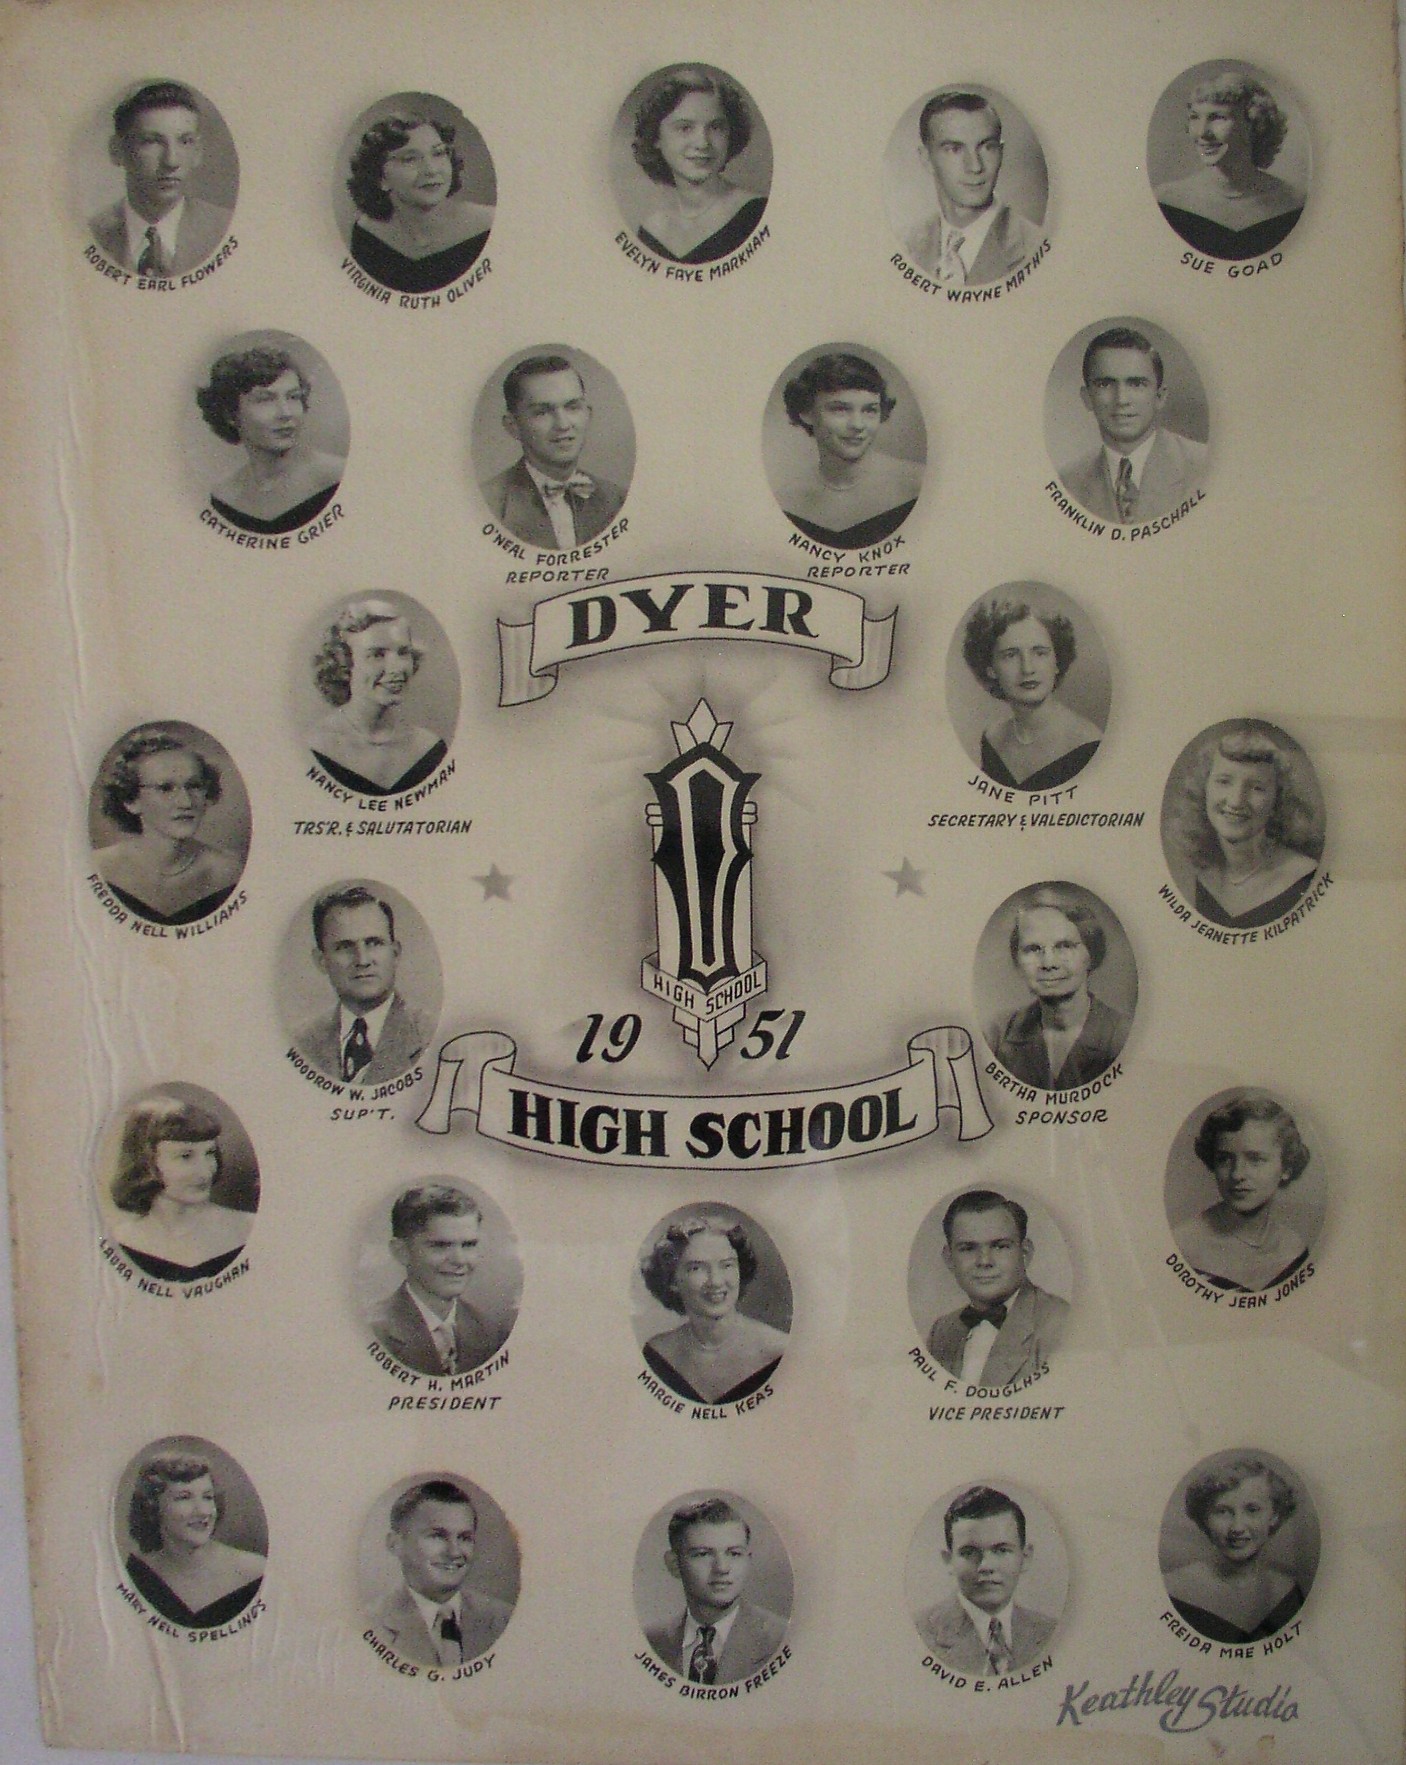 ROBERT EARL FLOWERS
VIRGINIA RUTH OLIVER
EVELYN FAYE MARKHAM
ROBERT WAYNE MATHIS
SUE GOAD
CATHERINE GRIER
O'NEAL FORRESTER
REPORTER
NANCY KNOX
REPORTER
FRANKLIN D. PASCHALL
DYER
NANCY LEE NEWMAN
TRS'R. & SALUTATORIAN
JANE PITT
SECRETARY & VALEDICTORIAN
FREDDA NELL WILLIAMS
WILDA JEANETTE KILPATRICK
D
HIGH SCHOOL
19 51
WOODROW W. JACOBS
SUP'T.
BERTHA MURDOCK
SPONSOR
HIGH SCHOOL
LAURA NELL VAUGHAN
ROBERT H. MARTIN
PRESIDENT
MARGIE NELL KEAS
PAUL F. DOUGLASS
VICE PRESIDENT
DOROTHY JEAN JONES
MARY NELL SPELLINGS
CHARLES G. JUDY
JAMES BIRRON FREEZE
DAVID E. ALLEN
FREIDA MAE HOLT
Keathley Studio